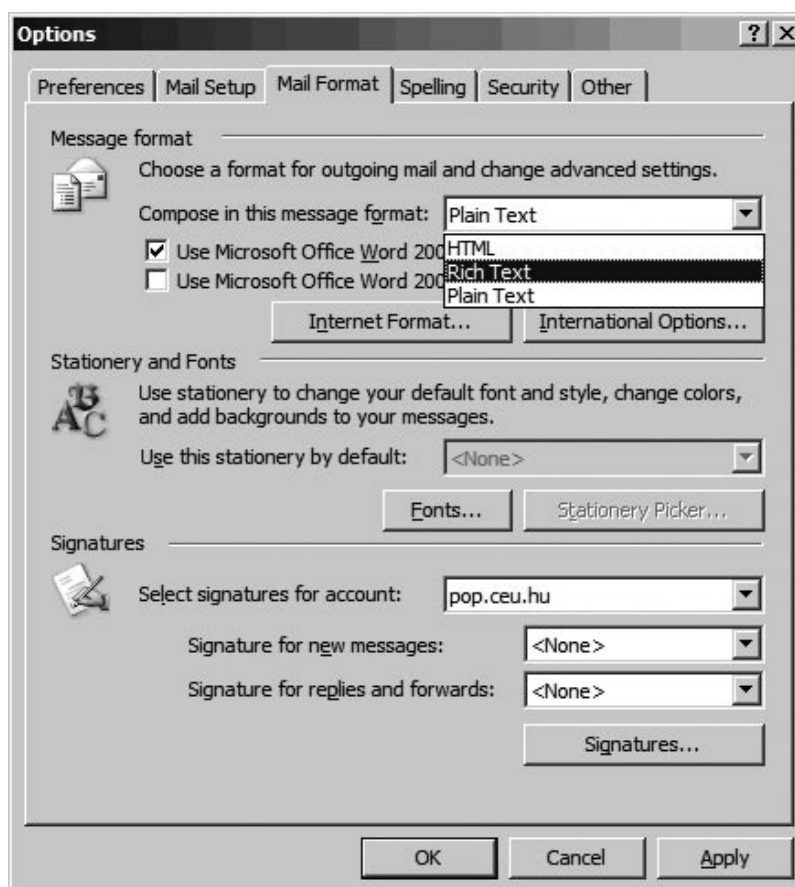 Options
Preferences Mail Setup Mail Format Spelling Security Other
Message format
Choose a format for outgoing mail and change advanced settings.
Compose in this message format: Plain Text
Use Microsoft Office Word 200
HTML
Rich Text
Use Microsoft Office Word 200
Plain Text
Internet Format... International Options...
Stationery and Fonts
Use stationery to change your default font and style, change colors,
and add backgrounds to your messages.
Use this stationery by default: <None>
Fonts... Stationery Picker...
Signatures
Select signatures for account: pop.ceu.hu
Signature for new messages: <None>
Signature for replies and forwards: <None>
Signatures...
OK Cancel Apply